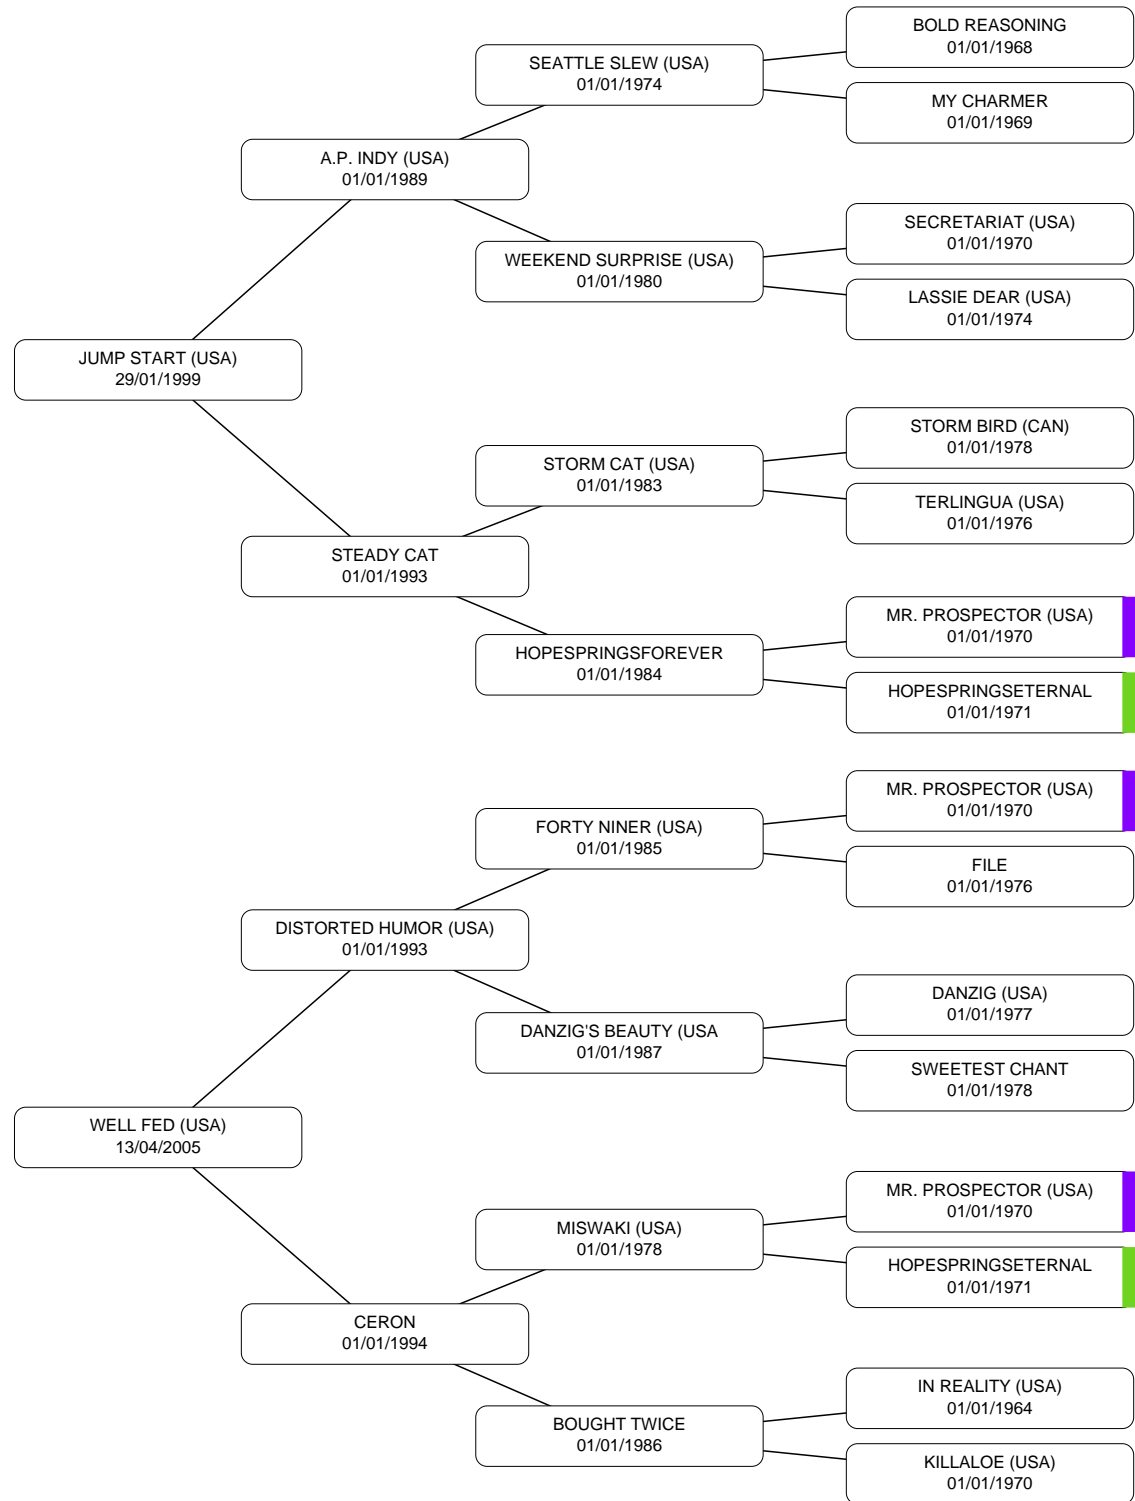 BOLD REASONING
01/01/1968
SEATTLE SLEW (USA)
01/01/1974
MY CHARMER
01/01/1969
A.P. INDY (USA)
01/01/1989
SECRETARIAT (USA)
01/01/1970
WEEKEND SURPRISE (USA)
01/01/1980
LASSIE DEAR (USA)
01/01/1974
JUMP START (USA)
29/01/1999
STORM BIRD (CAN)
01/01/1978
STORM CAT (USA)
01/01/1983
TERLINGUA (USA)
01/01/1976
STEADY CAT
01/01/1993
MR. PROSPECTOR (USA)
01/01/1970
HOPESPRINGSFOREVER
01/01/1984
HOPESPRINGSETERNAL
01/01/1971
MR. PROSPECTOR (USA)
01/01/1970
FORTY NINER (USA)
01/01/1985
FILE
01/01/1976
DISTORTED HUMOR (USA)
01/01/1993
DANZIG (USA)
01/01/1977
DANZIG'S BEAUTY (USA
01/01/1987
SWEETEST CHANT
01/01/1978
WELL FED (USA)
13/04/2005
MR. PROSPECTOR (USA)
01/01/1970
MISWAKI (USA)
01/01/1978
HOPESPRINGSETERNAL
01/01/1971
CERON
01/01/1994
IN REALITY (USA)
01/01/1964
BOUGHT TWICE
01/01/1986
KILLALOE (USA)
01/01/1970